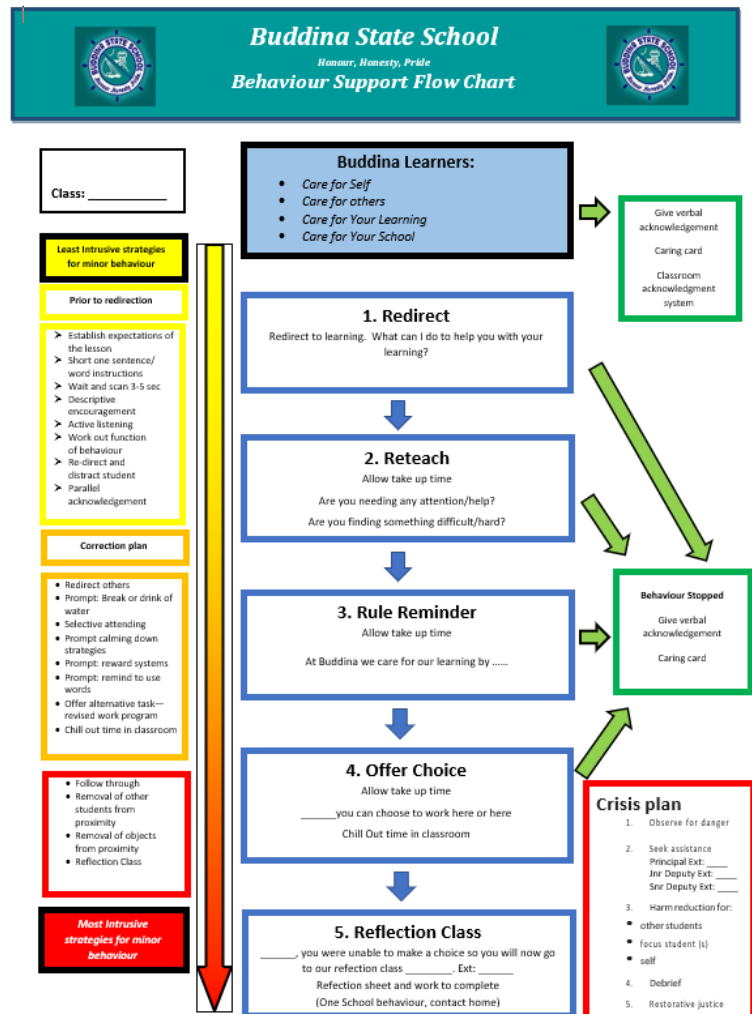 Buddina State School
Honour, Honesty, Pride
Behaviour Support Flow Chart
BUDDINA STATE SCHOOL
Honour Honesty Pride
BUDDINA STATE SCHOOL
Honour Honesty Pride
Class: ___________
Buddina Learners:
• Care for Self
• Care for others
• Care for Your Learning
• Care for Your School
Give verbal
acknowledgement
Caring card
Classroom
acknowledgment
system
Least Intrusive strategies
for minor behaviour
Prior to redirection
➤ Establish expectations of
the lesson
➤ Short one sentence/
word instructions
➤ Wait and scan 3-5 sec
➤ Descriptive
encouragement
➤ Active listening
➤ Work out function
of behaviour
➤ Re-direct and
distract student
➤ Parallel
acknowledgement
Correction plan
• Redirect others
• Prompt: Break or drink of
water
• Selective attending
• Prompt calming down
strategies
• Prompt: reward systems
• Prompt: remind to use
words
• Offer alternative task—
revised work program
• Chill out time in classroom
• Follow through
• Removal of other
students from
proximity
• Removal of objects
from proximity
• Reflection Class
Most Intrusive
strategies for minor
behaviour
1. Redirect
Redirect to learning. What can I do to help you with your
learning?
2. Reteach
Allow take up time
Are you needing any attention/help?
Are you finding something difficult/hard?
3. Rule Reminder
Allow take up time
At Buddina we care for our learning by ......
4. Offer Choice
Allow take up time
______you can choose to work here or here
Chill Out time in classroom
5. Reflection Class
______, you were unable to make a choice so you will now go
to our refection class ________. Ext: ______
Refection sheet and work to complete
(One School behaviour, contact home)
Behaviour Stopped
Give verbal
acknowledgement
Caring card
Crisis plan
1. Observe for danger
2. Seek assistance
Principal Ext: ____
Jnr Deputy Ext: ____
Snr Deputy Ext: ____
3. Harm reduction for:
• other students
• focus student (s)
• self
4. Debrief
5. Restorative justice